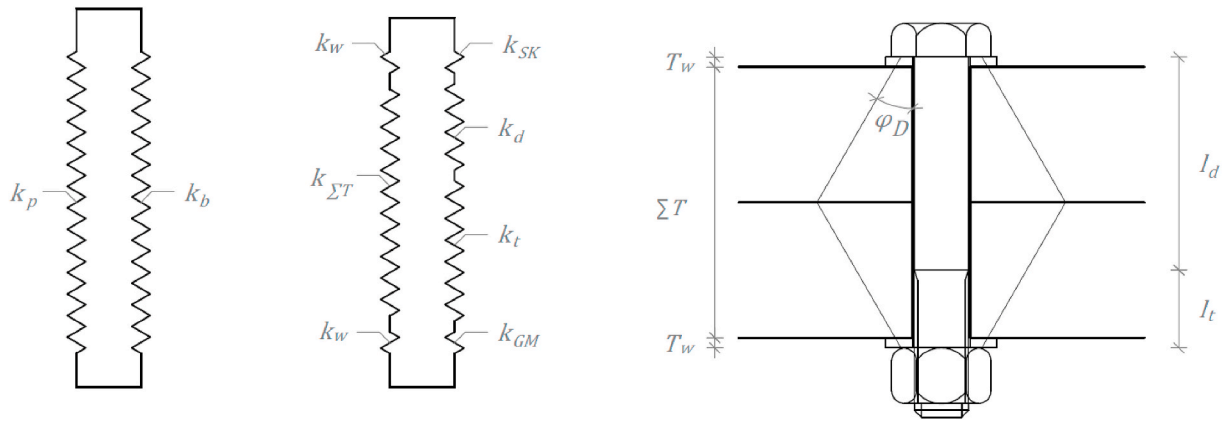 k_p
k_b
k_w
k_SK
k_d
k_ΣT
k_t
k_w
k_GM
T_w
φ_D
ΣT
l_d
l_t
T_w